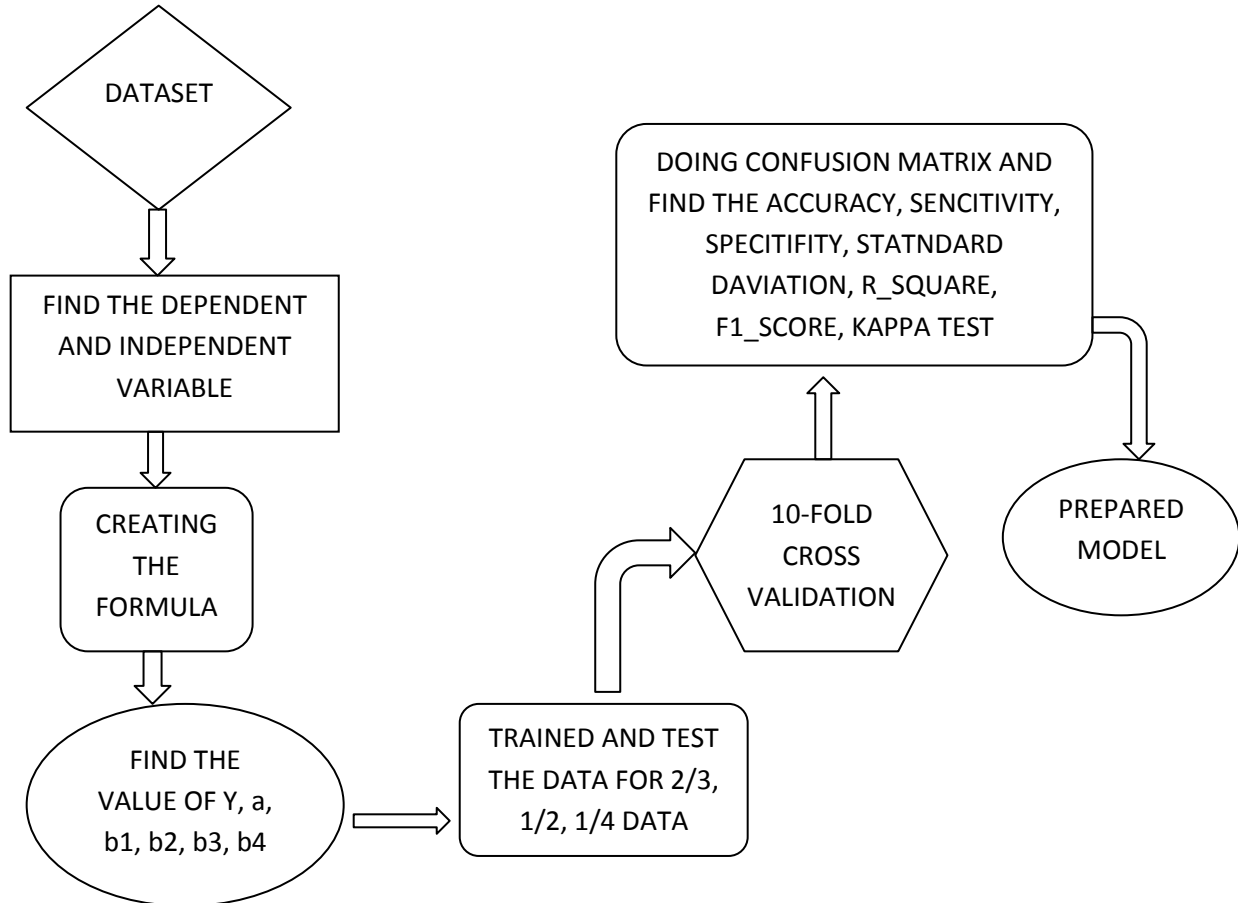 DATASET
FIND THE DEPENDENT
AND INDEPENDENT
VARIABLE
CREATING
THE
FORMULA
FIND THE
VALUE OF Y, a,
b1, b2, b3, b4
TRAINED AND TEST
THE DATA FOR 2/3,
1/2, 1/4 DATA
10-FOLD
CROSS
VALIDATION
DOING CONFUSION MATRIX AND
FIND THE ACCURACY, SENCITIVITY,
SPECITIFITY, STATNDARD
DAVIATION, R_SQUARE,
F1_SCORE, KAPPA TEST
PREPARED
MODEL